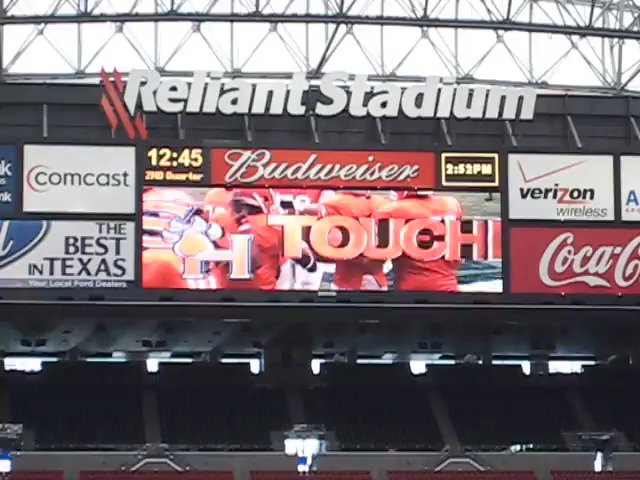 Reliant Stadium
12:45
2ND Quarter
Budweiser
2:52PM
comcast
verizon
wireless
THE
BEST
IN TEXAS
Your Local Ford Dealers
H TOUCH
Coca-C